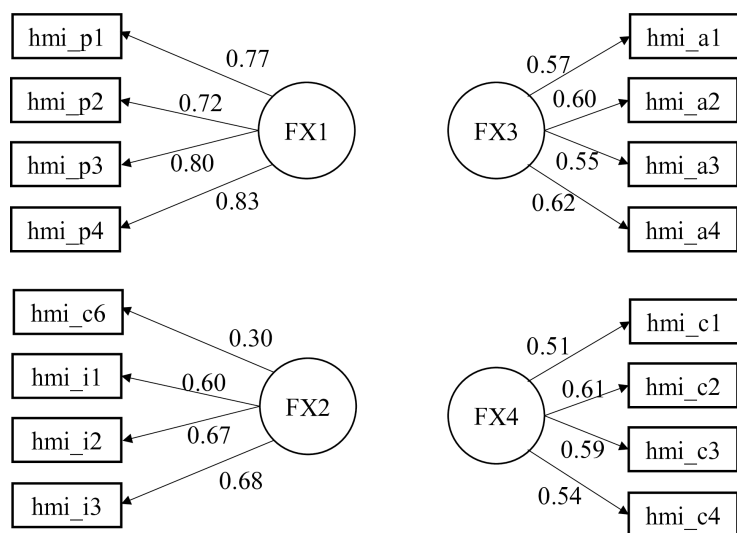 hmi_p1
0.77
hmi_p2
0.72
FX1
hmi_p3
0.80
hmi_p4
0.83
hmi_a1
0.57
0.60
hmi_a2
FX3
0.55
hmi_a3
0.62
hmi_a4
hmi_c6
0.30
hmi_i1
0.60
FX2
hmi_i2
0.67
hmi_i3
0.68
hmi_c1
0.51
0.61
hmi_c2
FX4
0.59
hmi_c3
0.54
hmi_c4